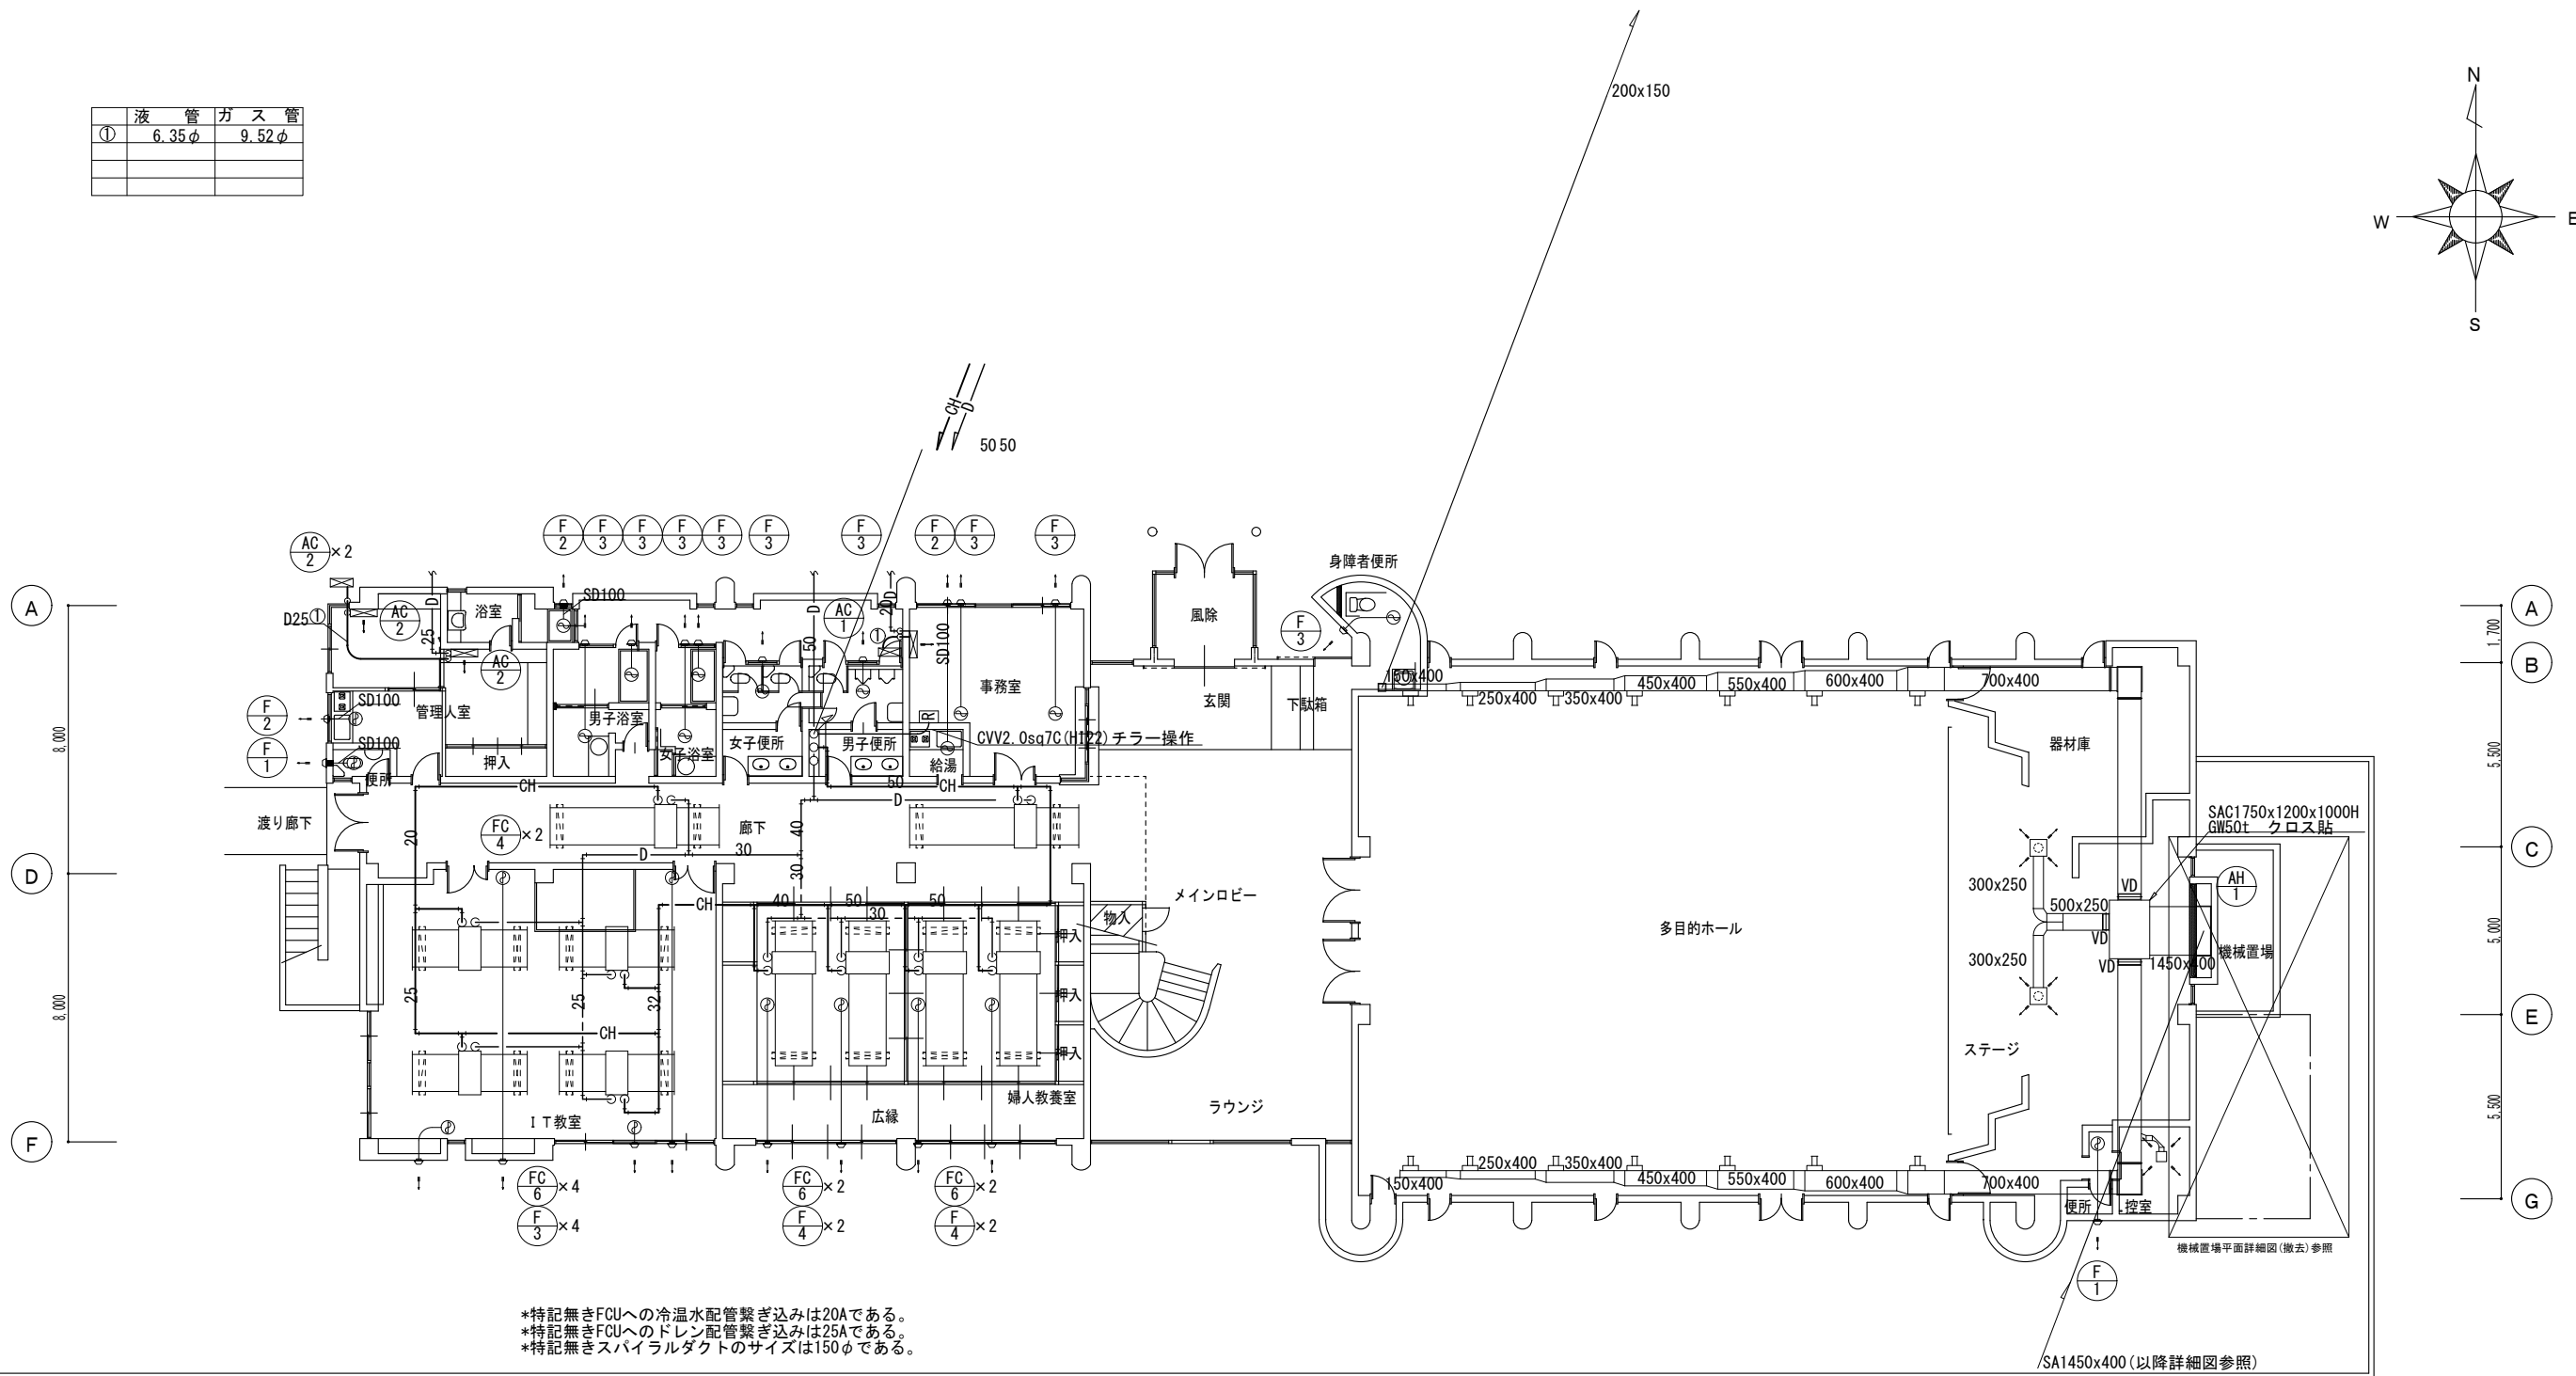 液　管 ガ ス 管
① 6.35φ 9.52φ
200x150
N
W E
S
CH
D
50 50
AC 2 ×2
F 2
F 3
F 3
F 3
F 3
F 3
F 3
F 2
F 3
F 3
身障者便所
A
A
1,700
B
D25①
AC 2
浴室
SD100
25
D
AC 2
D
50
AC 1
①
20
D
SD100
事務室
風除
F 3
玄関
下駄箱
150x400
250x400
350x400
450x400
550x400
600x400
700x400
8,000
F 2
SD100
管理人室
F 1
SD100
便所
押入
男子浴室
女子浴室
女子便所
男子便所
R
CVV2.0sq7C(H122)チラー操作
給湯
器材庫
5,500
渡り廊下
CH
20
FC 4 ×2
廊下
D
30
40
30
D
50
CH
SAC1750x1200x1000H
GW50t クロス貼
C
D
CH
40
50
30
50
物入
メインロビー
押入
多目的ホール
300x250
500x250
VD
VD
VD
300x250
1450x400
AH 1
機械置場
5,000
25
25
32
CH
押入
押入
E
8,000
IT教室
広縁
婦人教養室
ラウンジ
ステージ
5,500
F
150x400
250x400
350x400
450x400
550x400
600x400
700x400
便所
控室
G
FC 6 ×4
F 3 ×4
FC 6 ×2
F 4 ×2
FC 6 ×2
F 4 ×2
機械置場平面詳細図(撤去)参照
F 1
*特記無きFCUへの冷温水配管繋ぎ込みは20Aである。
*特記無きFCUへのドレン配管繋ぎ込みは25Aである。
*特記無きスパイラルダクトのサイズは150φである。
SA1450x400(以降詳細図参照)